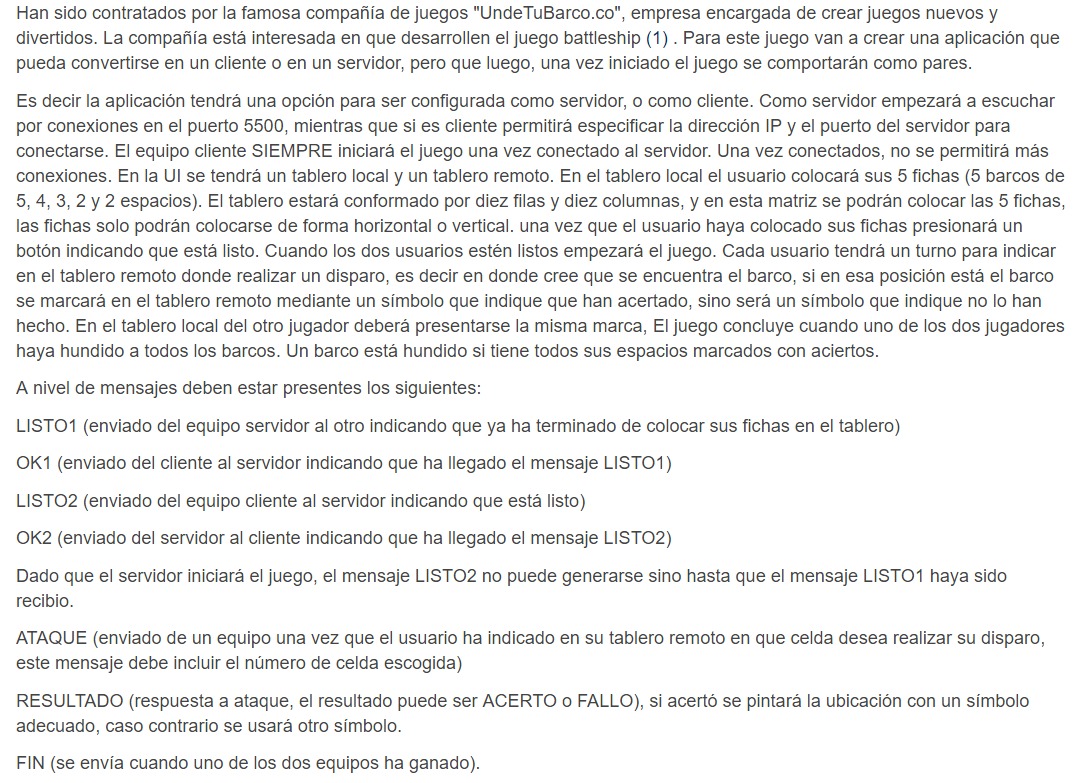 Han sido contratados por la famosa compañía de juegos "UndeTuBarco.co", empresa encargada de crear juegos nuevos y
divertidos. La compañía está interesada en que desarrollen el juego battleship (1) . Para este juego van a crear una aplicación que
pueda convertirse en un cliente o en un servidor, pero que luego, una vez iniciado el juego se comportarán como pares.
Es decir la aplicación tendrá una opción para ser configurada como servidor, o como cliente. Como servidor empezará a escuchar
por conexiones en el puerto 5500, mientras que si es cliente permitirá especificar la dirección IP y el puerto del servidor para
conectarse. El equipo cliente SIEMPRE iniciará el juego una vez conectado al servidor. Una vez conectados, no se permitirá más
conexiones. En la UI se tendrá un tablero local y un tablero remoto. En el tablero local el usuario colocará sus 5 fichas (5 barcos de
5, 4, 3, 2 y 2 espacios). El tablero estará conformado por diez filas y diez columnas, y en esta matriz se podrán colocar las 5 fichas,
las fichas solo podrán colocarse de forma horizontal o vertical. una vez que el usuario haya colocado sus fichas presionará un
botón indicando que está listo. Cuando los dos usuarios estén listos empezará el juego. Cada usuario tendrá un turno para indicar
en el tablero remoto donde realizar un disparo, es decir en donde cree que se encuentra el barco, si en esa posición está el barco
se marcará en el tablero remoto mediante un símbolo que indique que han acertado, sino será un símbolo que indique no lo han
hecho. En el tablero local del otro jugador deberá presentarse la misma marca, El juego concluye cuando uno de los dos jugadores
haya hundido a todos los barcos. Un barco está hundido si tiene todos sus espacios marcados con aciertos.
A nivel de mensajes deben estar presentes los siguientes:
LISTO1 (enviado del equipo servidor al otro indicando que ya ha terminado de colocar sus fichas en el tablero)
OK1 (enviado del cliente al servidor indicando que ha llegado el mensaje LISTO1)
LISTO2 (enviado del equipo cliente al servidor indicando que está listo)
OK2 (enviado del servidor al cliente indicando que ha llegado el mensaje LISTO2)
Dado que el servidor iniciará el juego, el mensaje LISTO2 no puede generarse sino hasta que el mensaje LISTO1 haya sido
recibio.
ATAQUE (enviado de un equipo una vez que el usuario ha indicado en su tablero remoto en que celda desea realizar su disparo,
este mensaje debe incluir el número de celda escogida)
RESULTADO (respuesta a ataque, el resultado puede ser ACERTO o FALLO), si acertó se pintará la ubicación con un símbolo
adecuado, caso contrario se usará otro símbolo.
FIN (se envía cuando uno de los dos equipos ha ganado).